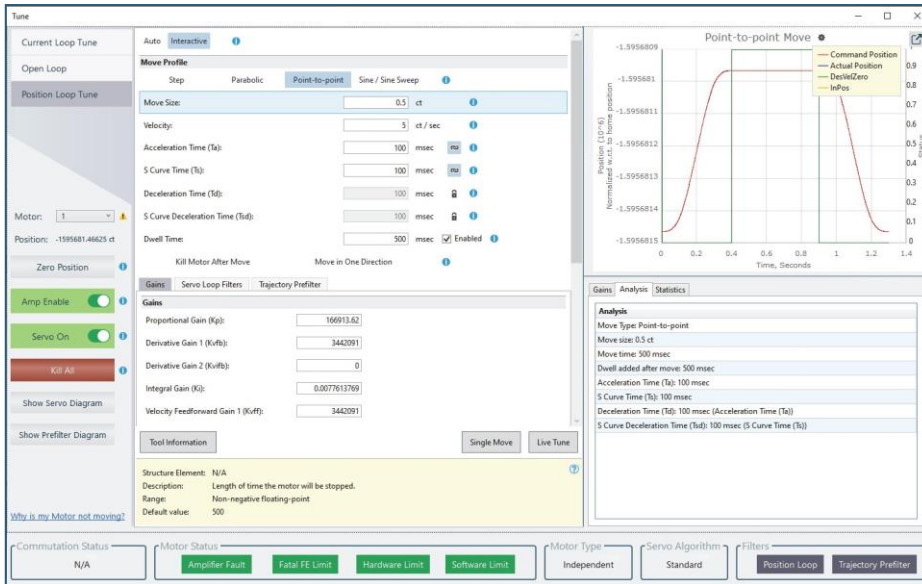 Tune
Current Loop Tune
Open Loop
Position Loop Tune
Motor: 1
Position: -1595681.46625 ct
Zero Position
Amp Enable
Servo On
Kill All
Show Servo Diagram
Show Prefilter Diagram
Why is my Motor not moving?
Auto Interactive
Move Profile
Step Parabolic Point-to-point Sine / Sine Sweep
Move Size: 0.5 ct
Velocity: 5 ct / sec
Acceleration Time (Ta): 100 msec
S Curve Time (Ts): 100 msec
Deceleration Time (Td): 100 msec
S Curve Deceleration Time (Tsd): 100 msec
Dwell Time: 500 msec Enabled
Kill Motor After Move Move in One Direction
Gains Servo Loop Filters Trajectory Prefilter
Gains
Proportional Gain (Kp): 166913.62
Derivative Gain (Kvfb): 3442091
Derivative Gain 2 (Kvifb): 0
Integral Gain (Ki): 0.0077613769
Velocity Feedforward Gain 1 (Kvff): 3442091
Tool Information Single Move Live Tune
Structure Element: N/A
Description: Length of time the motor will be stopped.
Range: Non-negative floating-point
Default value: 500
Point-to-point Move
Command Position
Actual Position
DesVelZero
InPos
Position (10^6)
Normalized w.r.t. to home position
-1.5956809
-1.595681
-1.5956811
-1.5956812
-1.5956813
-1.5956814
-1.5956815
0.9
0.8
0.6
0.5
0.4
0.3
0.2
0.1
0
0 0.2 0.4 0.6 0.8 1 1.2 1.4
Time, Seconds
Gains Analysis Statistics
Analysis
Move Type: Point-to-point
Move size: 0.5 ct
Move time: 500 msec
Dwell added after move: 500 msec
Acceleration Time (Ta): 100 msec
S Curve Time (Ts): 100 msec
Deceleration Time (Td): 100 msec (Acceleration Time (Ta))
S Curve Deceleration Time (Tsd): 100 msec (S Curve Time (Ts))
Commutation Status
N/A
Motor Status
Amplifier Fault Fatal FE Limit Hardware Limit Software Limit
Motor Type
Independent
Servo Algorithm
Standard
Filters
Position Loop Trajectory Prefilter